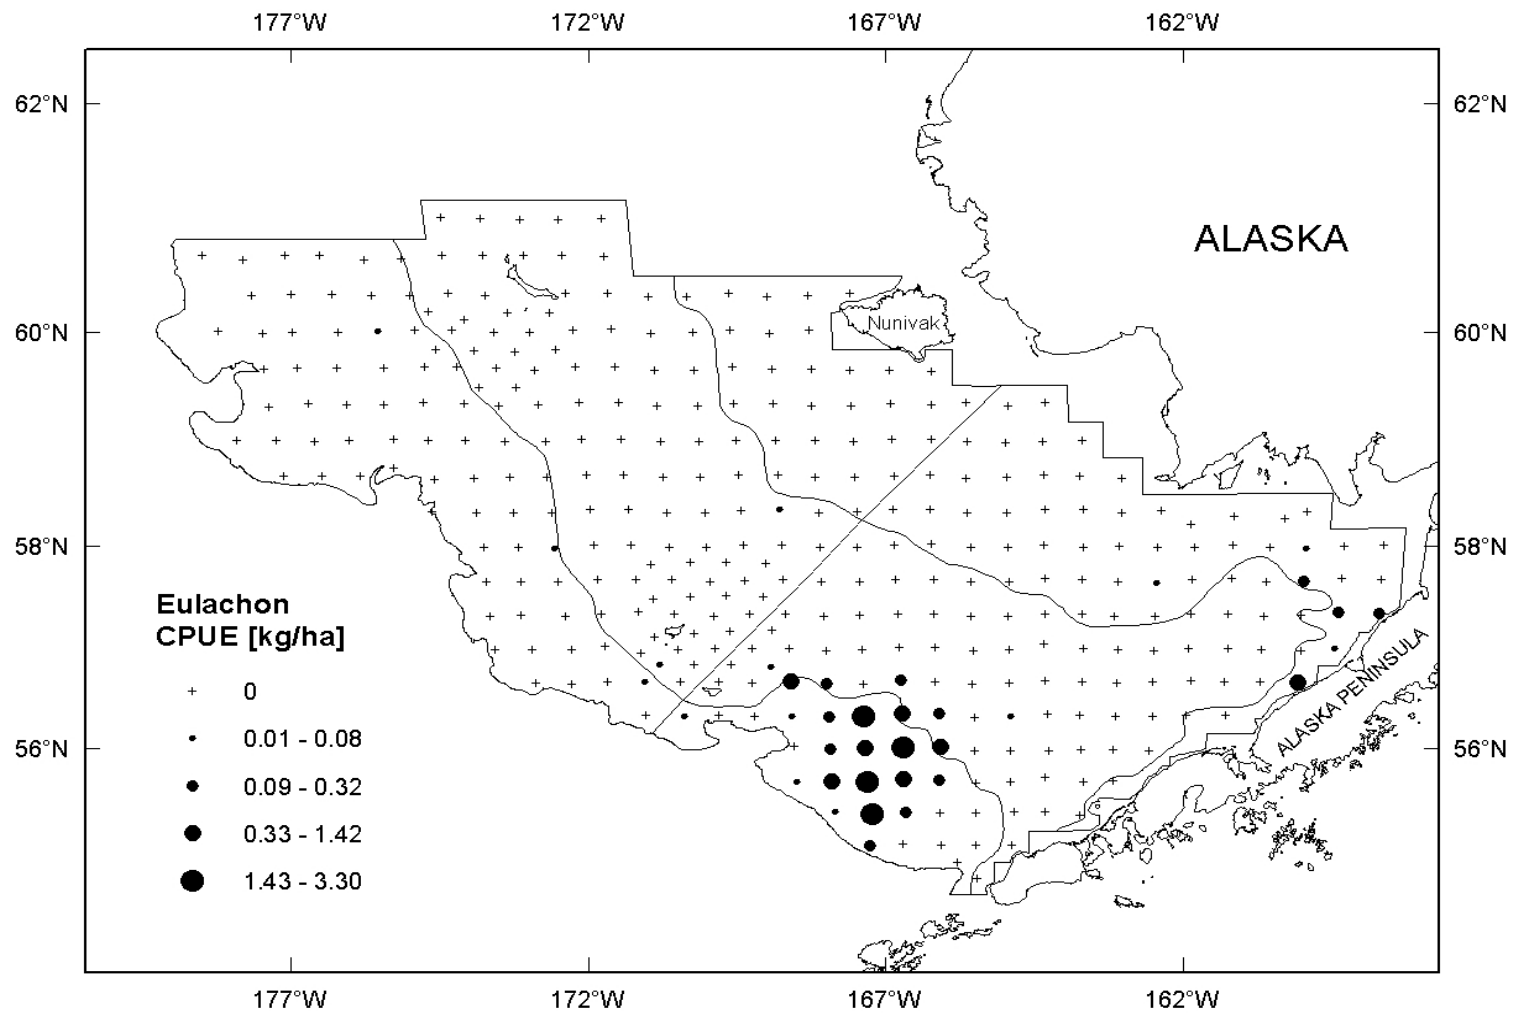 177°W 172°W 167°W 162°W
62°N 62°N
ALASKA
60°N Nunivak 60°N
58°N 58°N
Eulachon
CPUE [kg/ha]
ALASKA PENINSULA
0
0.01 - 0.08
56°N 56°N
0.09 - 0.32
0.33 - 1.42
1.43 - 3.30
177°W 172°W 167°W 162°W